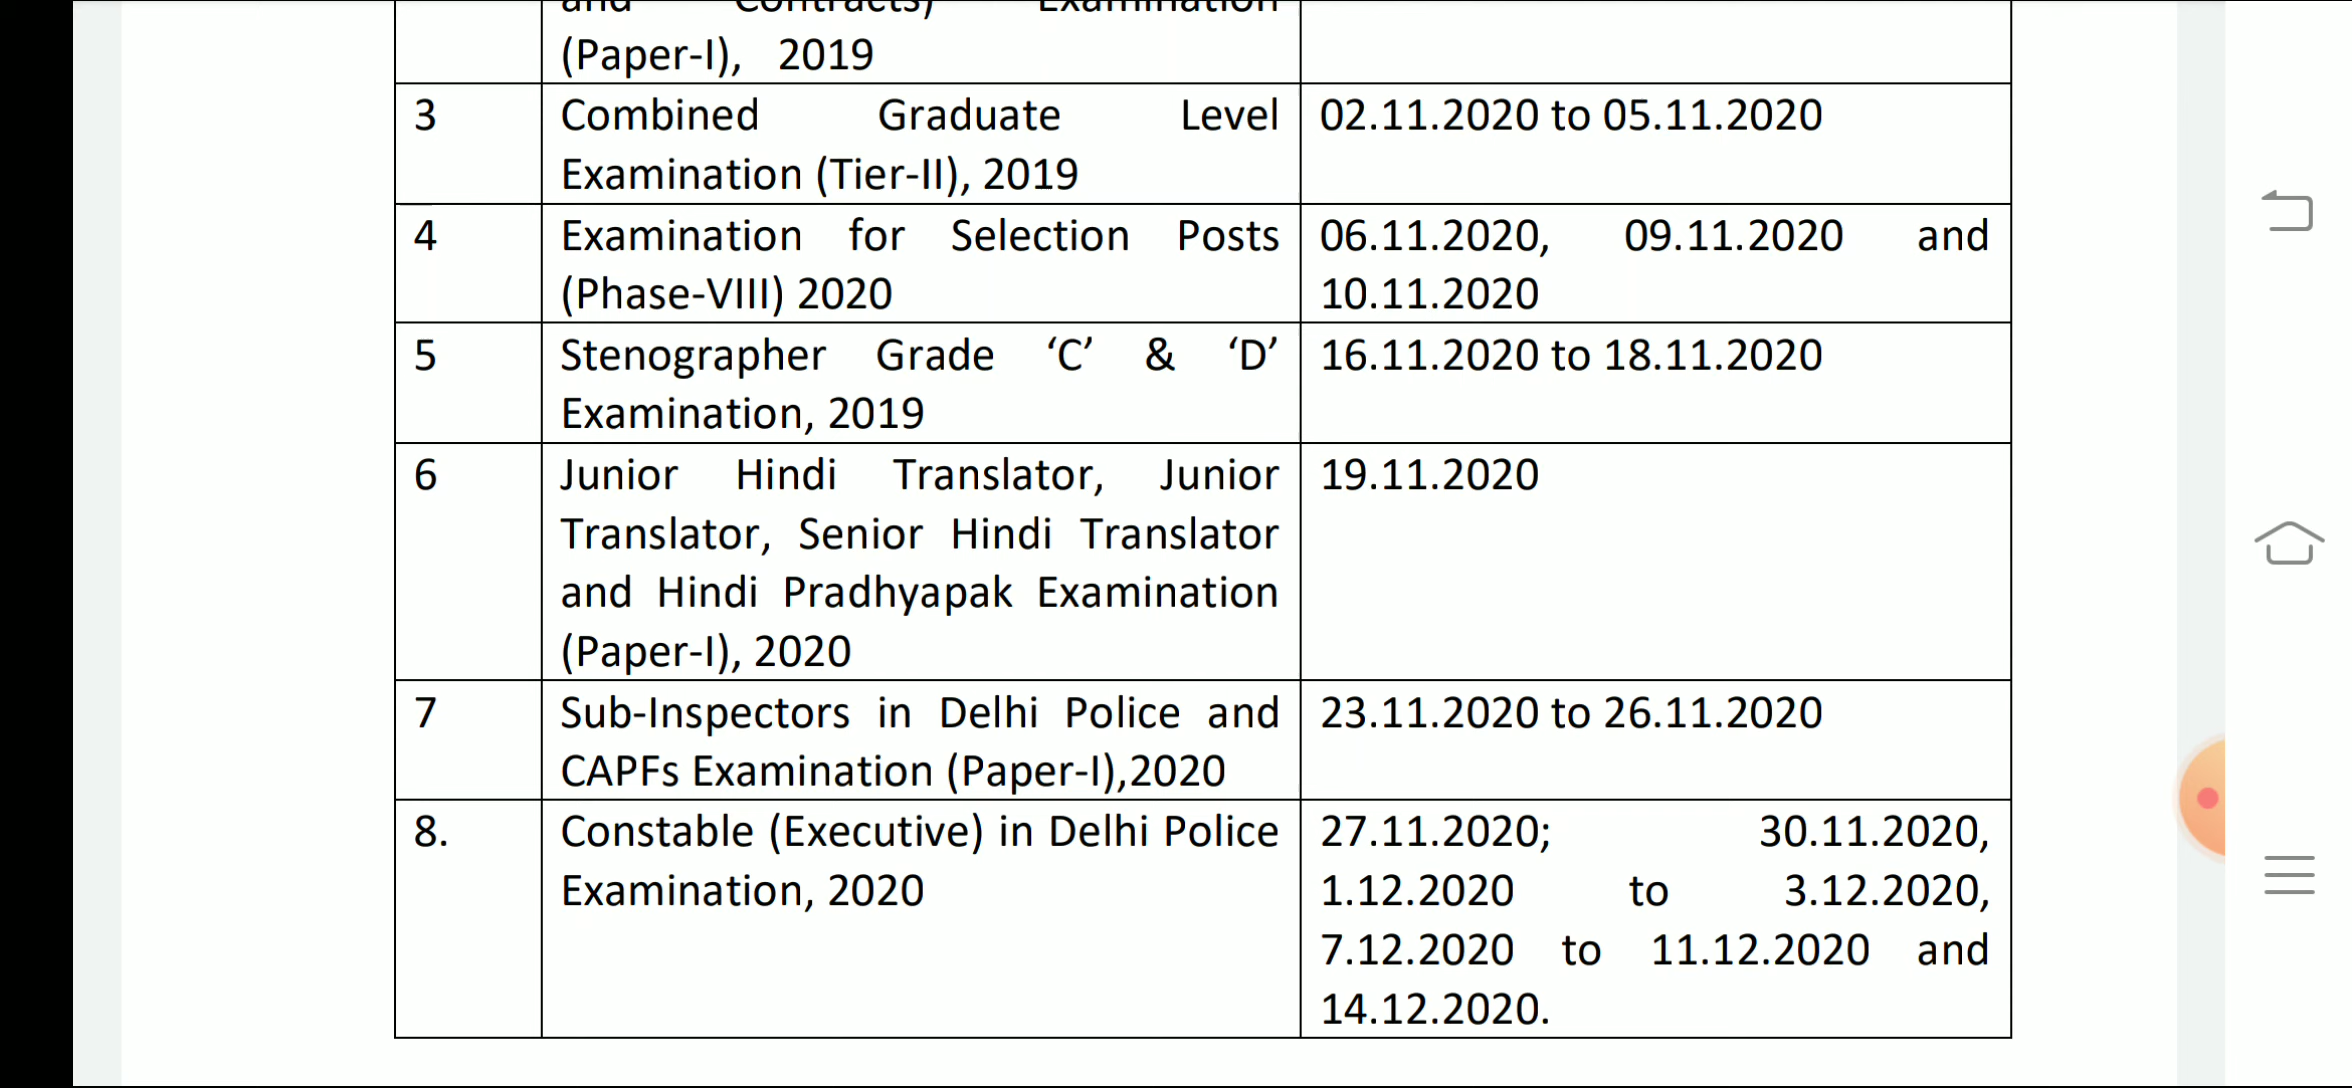 and Contracts) Examination
(Paper-I), 2019
3 Combined Graduate Level 02.11.2020 to 05.11.2020
Examination (Tier-II), 2019
4 Examination for Selection Posts 06.11.2020, 09.11.2020 and
(Phase-VIII) 2020 10.11.2020
5 Stenographer Grade ‘C’ & ‘D’ 16.11.2020 to 18.11.2020
Examination, 2019
6 Junior Hindi Translator, Junior 19.11.2020
Translator, Senior Hindi Translator
and Hindi Pradhyapak Examination
(Paper-I), 2020
7 Sub-Inspectors in Delhi Police and 23.11.2020 to 26.11.2020
CAPFs Examination (Paper-I),2020
8. Constable (Executive) in Delhi Police 27.11.2020; 30.11.2020,
Examination, 2020 1.12.2020 to 3.12.2020,
7.12.2020 to 11.12.2020 and
14.12.2020.